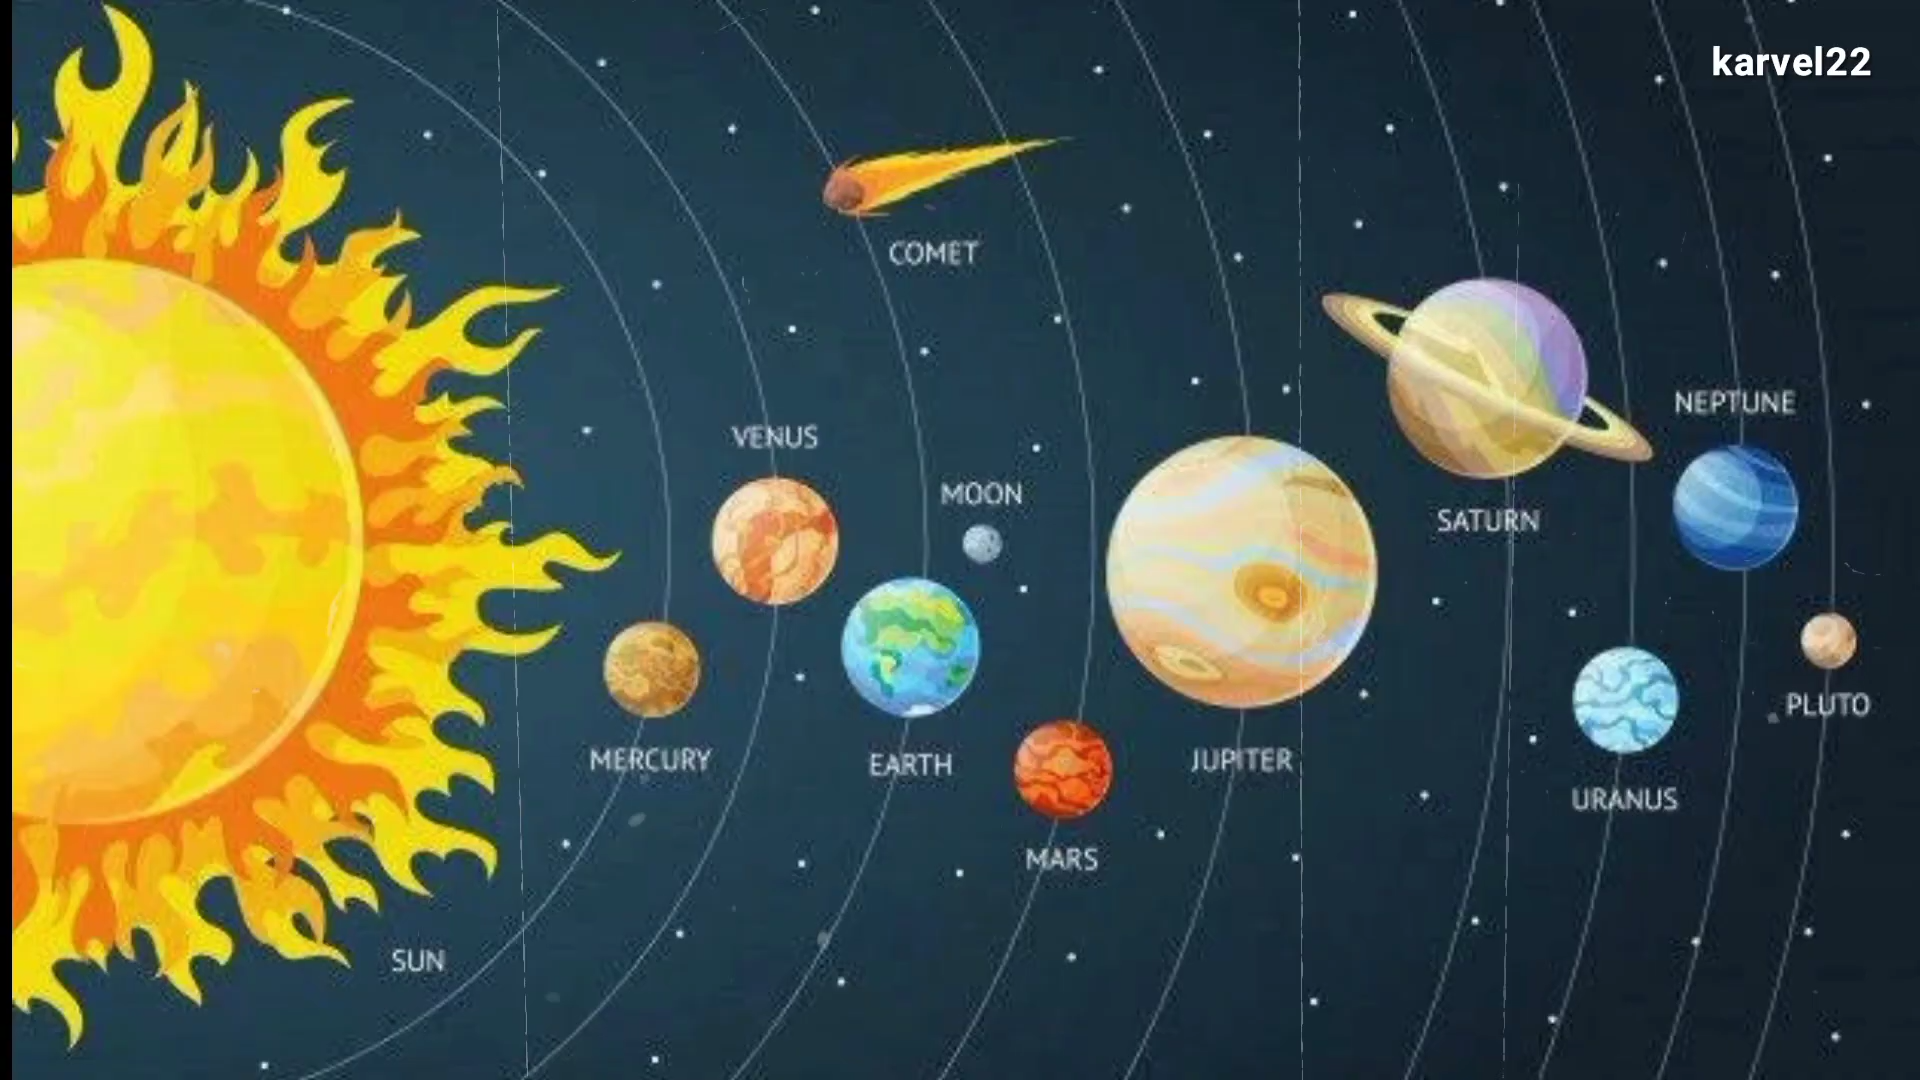 karvel22
COMET
NEPTUNE
VENUS
MOON
SATURN
PLUTO
MERCURY
EARTH
JUPITER
URANUS
MARS
SUN